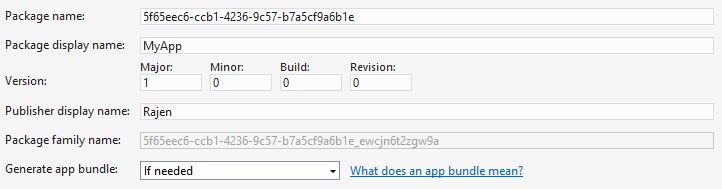 Package name: 5f65eec6-ccb1-4236-9c57-b7a5cf9a6b1e
Package display name: MyApp
Major: Minor: Build: Revision:
Version: 1 0 0 0
Publisher display name: Rajen
Package family name: 5f65eec6-ccb1-4236-9c57-b7a5cf9a6b1e_ewcjn6t2zgw9a
Generate app bundle: If needed What does an app bundle mean?